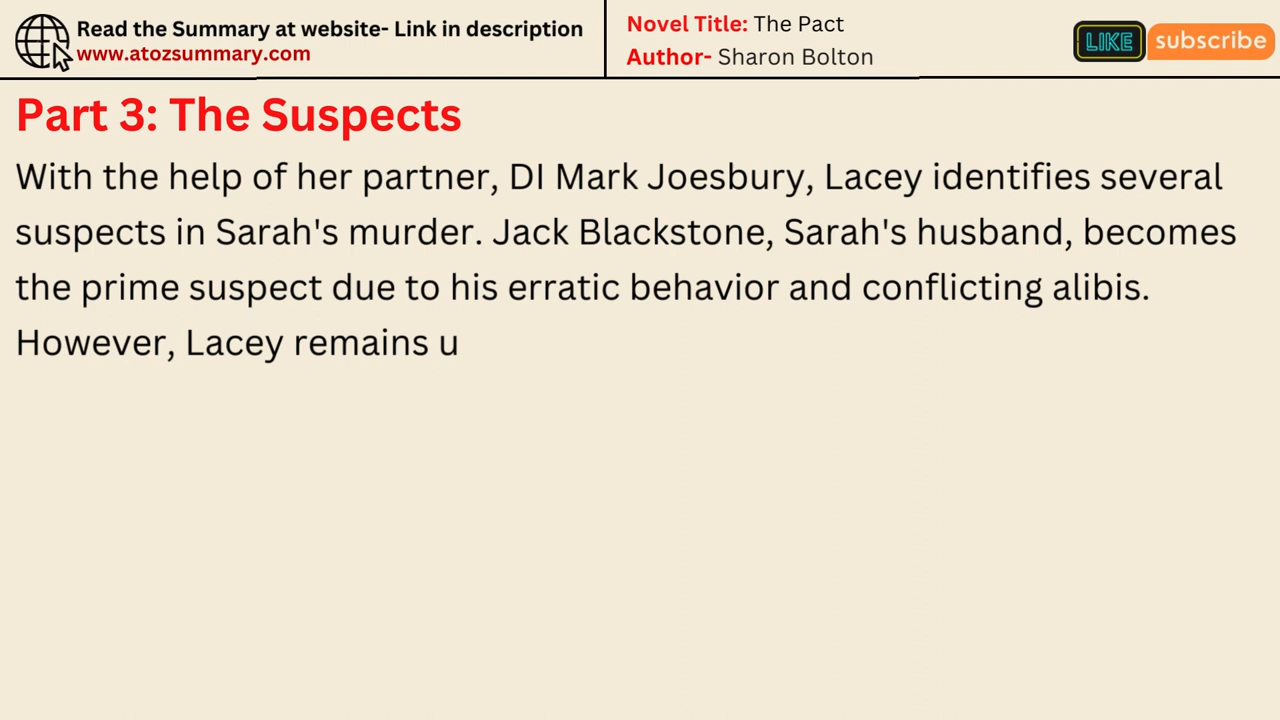 Read the Summary at website- Link in description
www.atozsummary.com
Novel Title: The Pact
Author- Sharon Bolton
LIKE
subscribe
Part 3: The Suspects
With the help of her partner, DI Mark Joesbury, Lacey identifies several
suspects in Sarah's murder. Jack Blackstone, Sarah's husband, becomes
the prime suspect due to his erratic behavior and conflicting alibis.
However, Lacey remains u